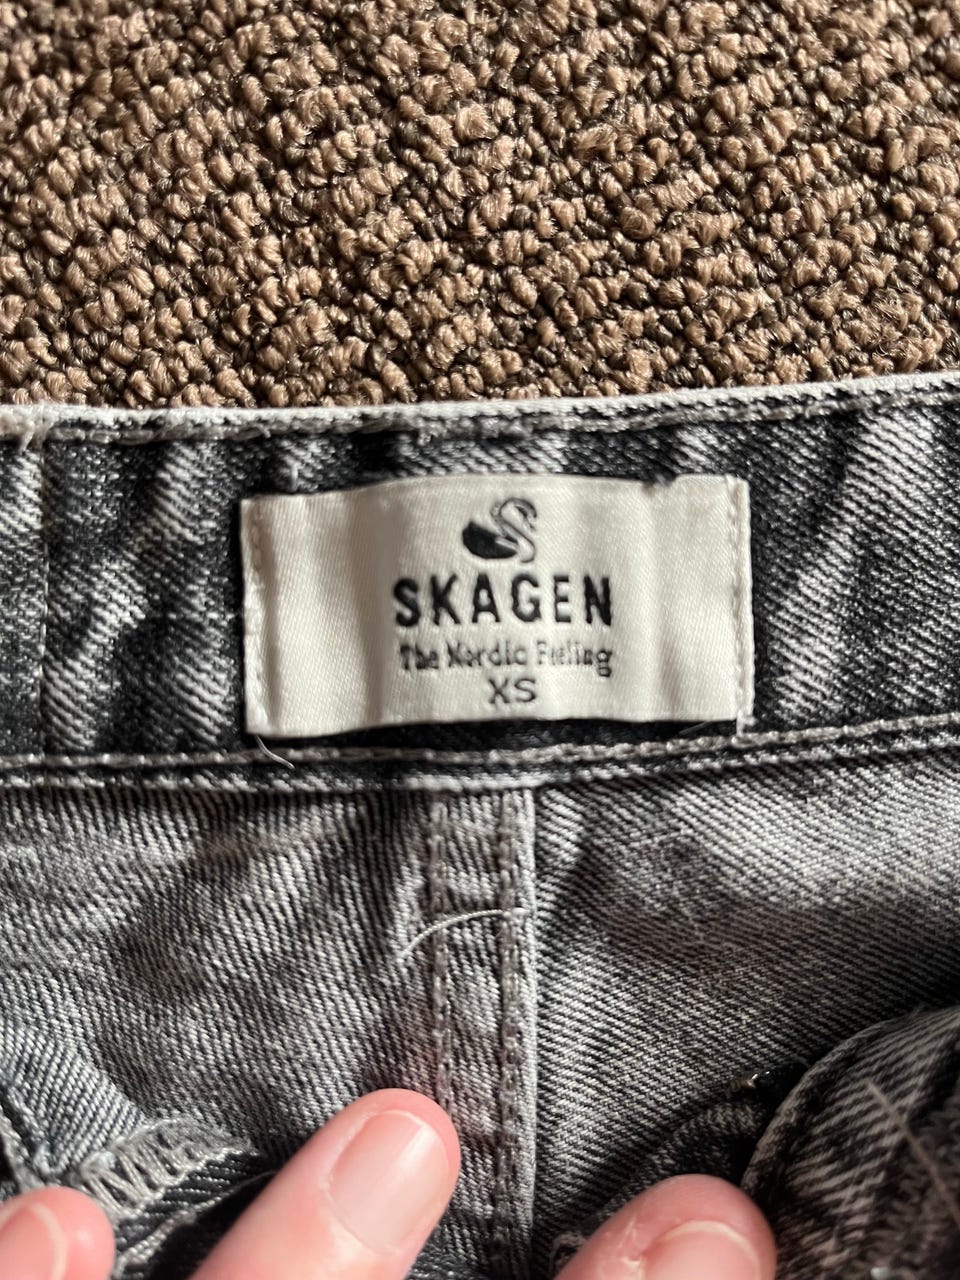 SKAGEN
The Nordic Feeling
XS